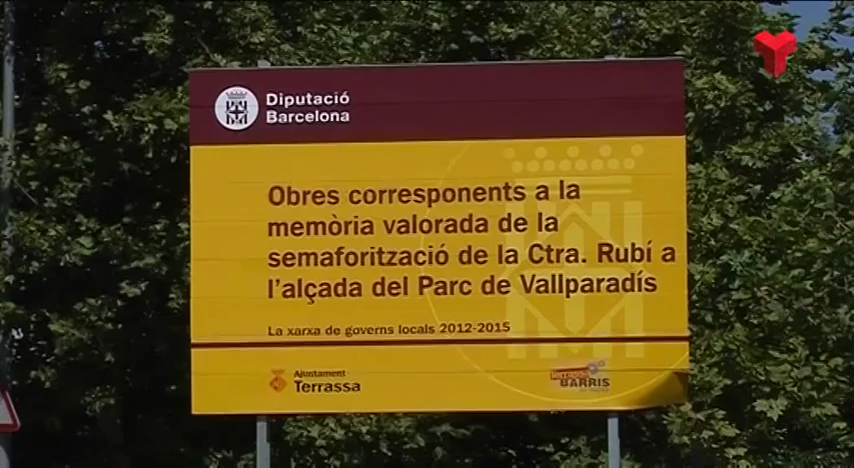 Diputació
Barcelona
Obres corresponents a la
memòria valorada de la
semaforització de la Ctra. Rubí a
l'alçada del Parc de Vallparadís
La xarxa de governs locals 2012-2015
Ajuntament
Terrassa
BARRIS